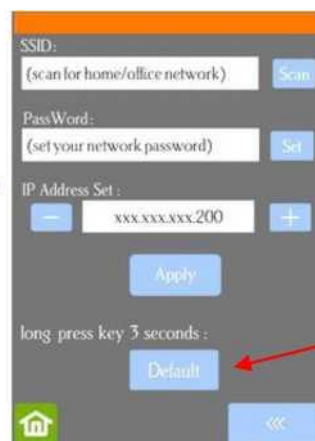 SSID:
(scan for home/office network)
Scan
PassWord:
(set your network password)
Set
IP Address Set :
— xxx.xxx.xxx.200 +
Apply
long press key 3 seconds :
Default
<<<